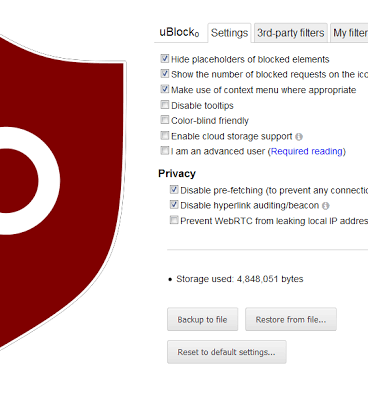 uBlock₀ Settings 3rd-party filters My filter
Hide placeholders of blocked elements
Show the number of blocked requests on the ico
Make use of context menu where appropriate
Disable tooltips
Color-blind friendly
Enable cloud storage support
I am an advanced user (Required reading)
Privacy
Disable pre-fetching (to prevent any connectio
Disable hyperlink auditing/beacon
Prevent WebRTC from leaking local IP addres
Storage used: 4,848,051 bytes
Backup to file Restore from file...
Reset to default settings...